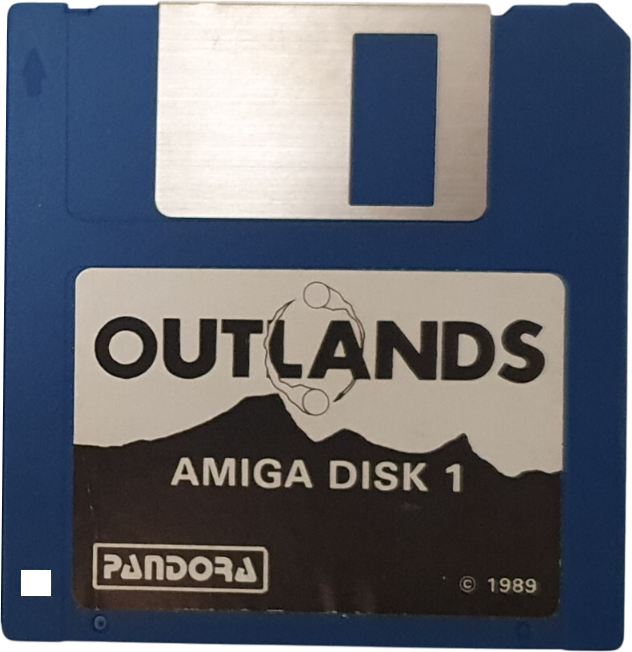 OUTLANDS
AMIGA DISK 1
PANDORA
© 1989